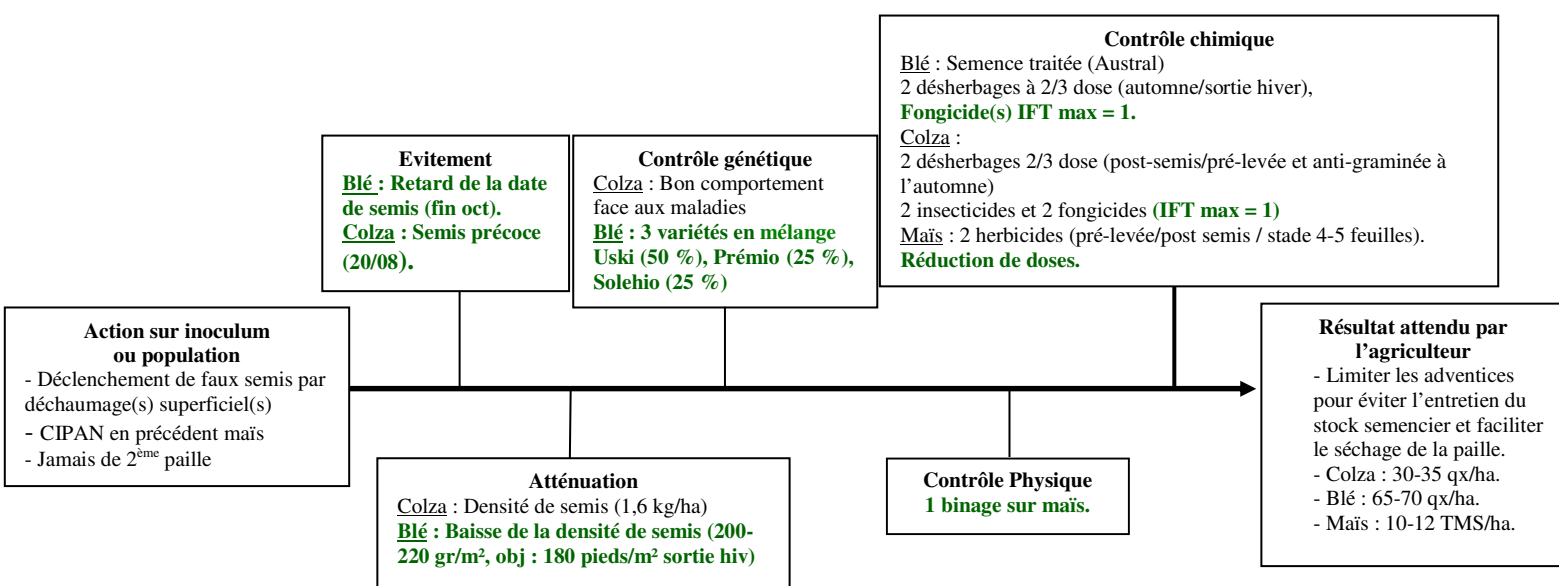 Contrôle chimique
Blé : Semence traitée (Austral)
2 désherbages à 2/3 dose (automne/sortie hiver),
Fongicide(s) IFT max = 1.
Colza :
2 désherbages 2/3 dose (post-semis/pré-levée et anti-graminée à
l’automne)
2 insecticides et 2 fongicides (IFT max = 1)
Maïs : 2 herbicides (pré-levée/post semis / stade 4-5 feuilles).
Réduction de doses.
Evitement
Blé : Retard de la date
de semis (fin oct).
Colza : Semis précoce
(20/08).
Contrôle génétique
Colza : Bon comportement
face aux maladies
Blé : 3 variétés en mélange
Uski (50 %), Prémio (25 %),
Solehio (25 %)
Action sur inoculum
ou population
- Déclenchement de faux semis par
déchaumage(s) superficiel(s)
- CIPAN en précédent maïs
- Jamais de 2ème paille
Résultat attendu par
l’agriculteur
- Limiter les adventices
pour éviter l’entretien du
stock semencier et faciliter
le séchage de la paille.
- Colza : 30-35 qx/ha.
- Blé : 65-70 qx/ha.
- Maïs : 10-12 TMS/ha.
Atténuation
Colza : Densité de semis (1,6 kg/ha)
Blé : Baisse de la densité de semis (200-
220 gr/m², obj : 180 pieds/m² sortie hiv)
Contrôle Physique
1 binage sur maïs.